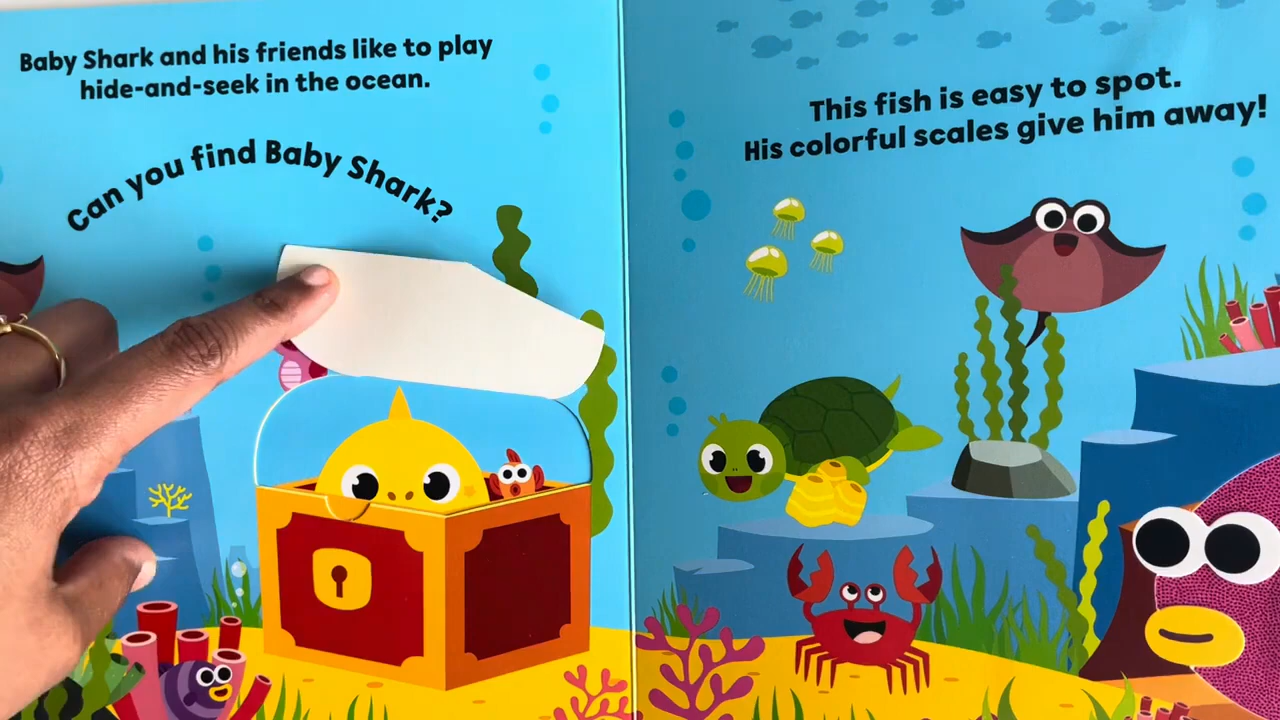 Baby Shark and his friends like to play
hide-and-seek in the ocean.
Can you find Baby Shark?
This fish is easy to spot.
His colorful scales give him away!